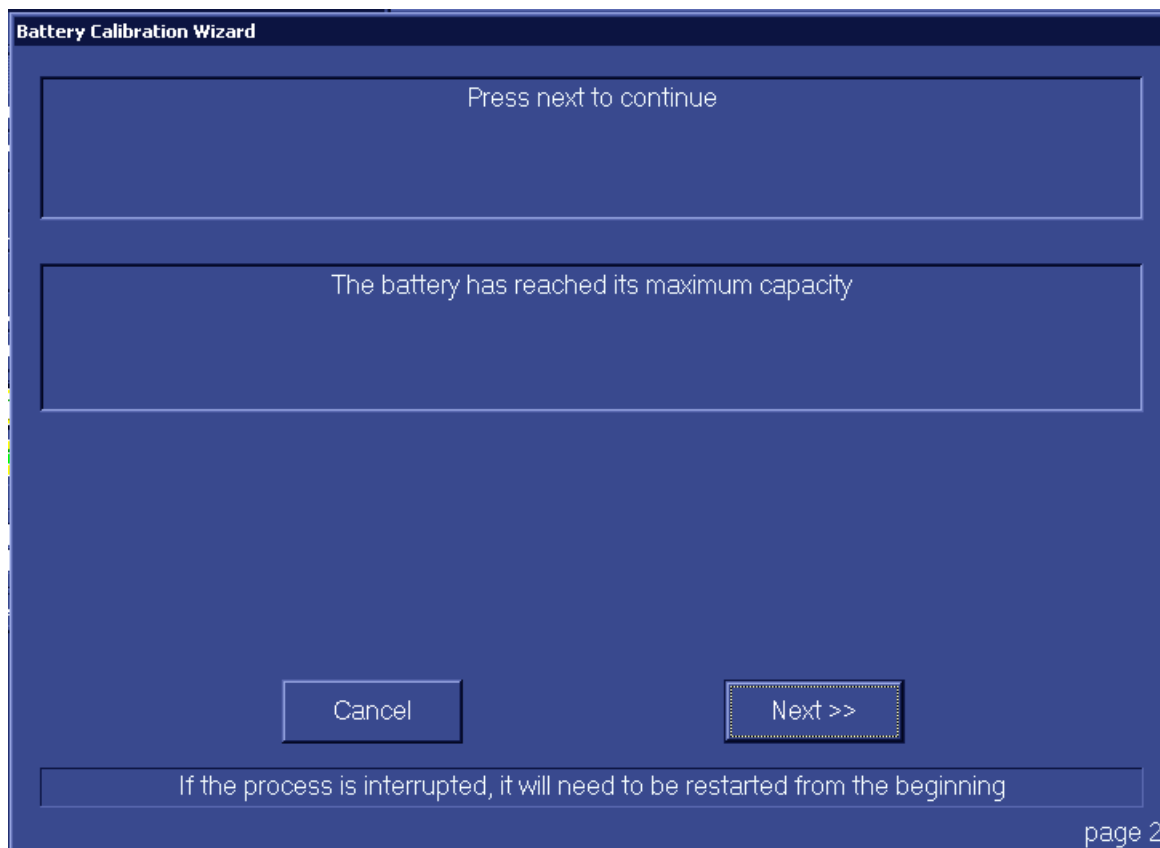 Battery Calibration Wizard
Press next to continue
The battery has reached its maximum capacity
Cancel
Next >>
If the process is interrupted, it will need to be restarted from the beginning
page 2